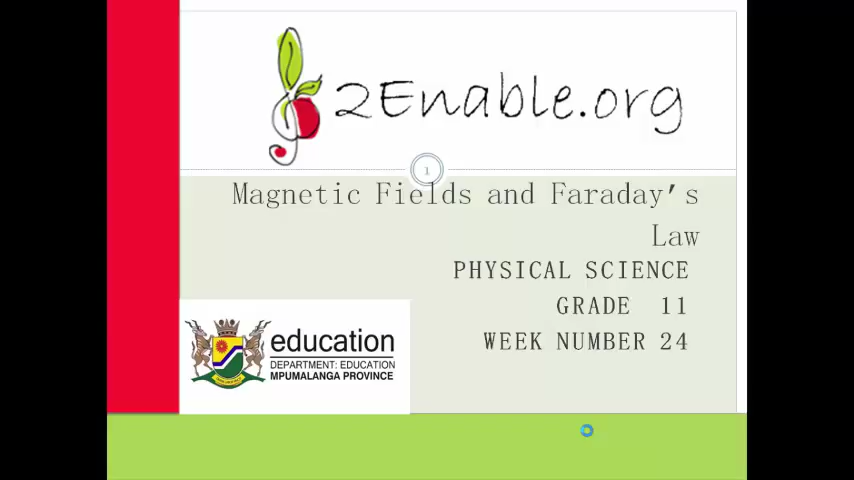 2Enable.org
1
Magnetic Fields and Faraday's
Law
PHYSICAL SCIENCE
GRADE 11
WEEK NUMBER 24
education
DEPARTMENT: EDUCATION
MPUMALANGA PROVINCE